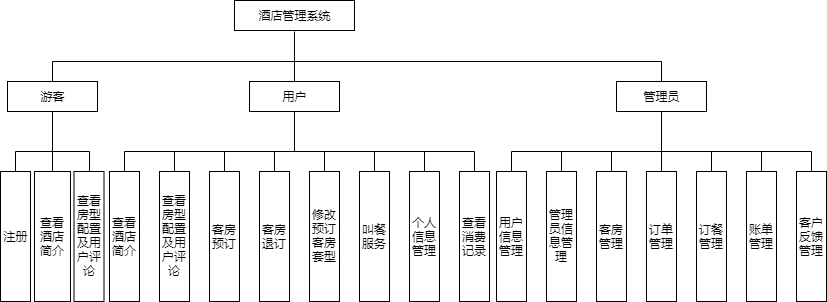 酒店管理系统
游客
用户
管理员
注册
查看
酒店
简介
查看
房型
配置
及用
户评
论
查看
酒店
简介
查看
房型
配置
及用
户评
论
客房
预订
客房
退订
修改
预订
客房
套型
叫餐
服务
个人
信息
管理
查看
消费
记录
用户
信息
管理
管理
员信
息管
理
客房
管理
订单
管理
订餐
管理
账单
管理
客户
反馈
管理